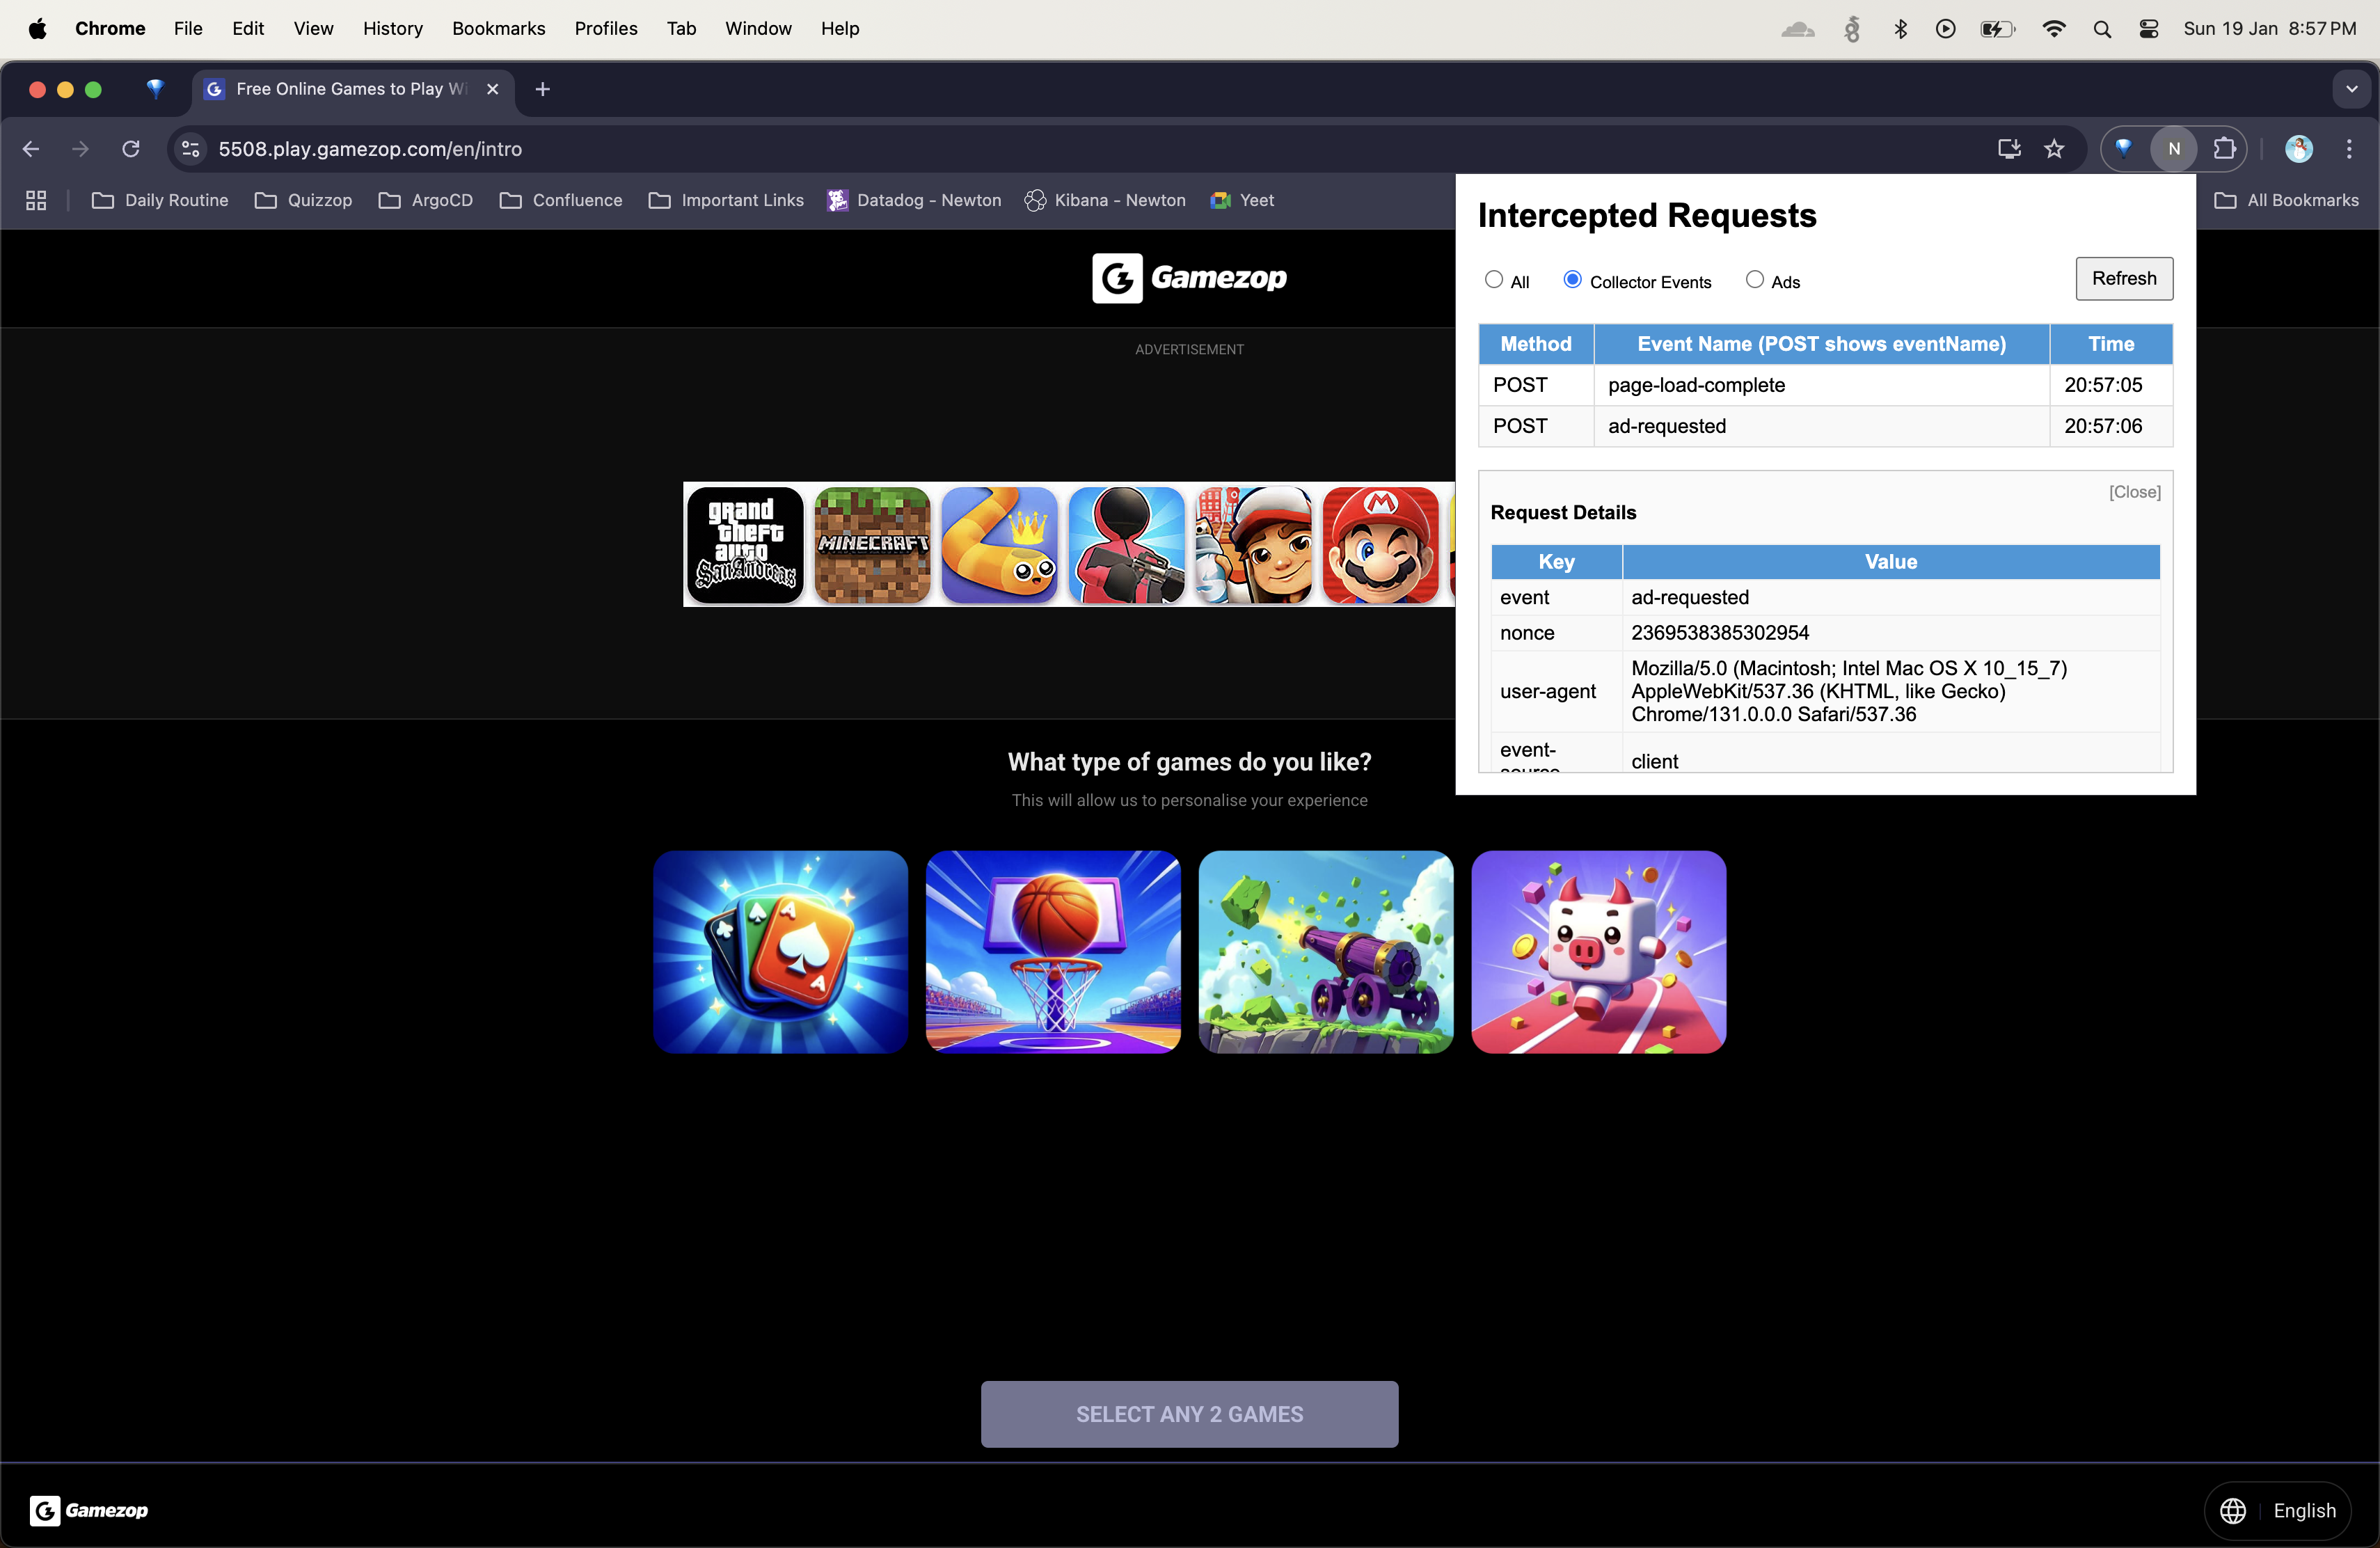 Chrome File Edit View History Bookmarks Profiles Tab Window Help Sun 19 Jan 8:57 PM
Free Online Games to Play Wi
5508.play.gamezop.com/en/intro N
Daily Routine Quizzop ArgoCD Confluence Important Links Datadog - Newton Kibana - Newton Yeet All Bookmarks
Gamezop
ADVERTISEMENT
grand
theft
auto
San Andreas
MINECRAFT
M
What type of games do you like?
This will allow us to personalise your experience
A
A
SELECT ANY 2 GAMES
Gamezop
English
Intercepted Requests
All Collector Events Ads Refresh
Method Event Name (POST shows eventName) Time
POST page-load-complete 20:57:05
POST ad-requested 20:57:06
[Close]
Request Details
Key Value
event ad-requested
nonce 2369538385302954
user-agent Mozilla/5.0 (Macintosh; Intel Mac OS X 10_15_7)
AppleWebKit/537.36 (KHTML, like Gecko)
Chrome/131.0.0.0 Safari/537.36
event-
source client